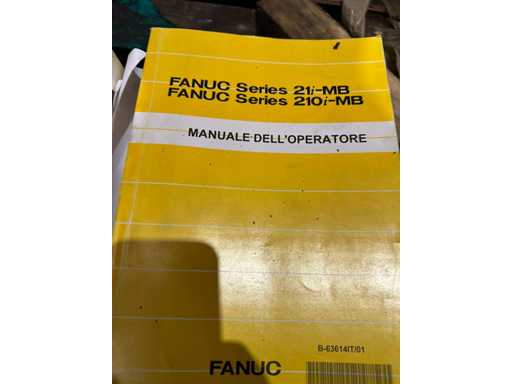 FANUC Series 21i-MB
FANUC Series 210i-MB
MANUALE DELL'OPERATORE
B-63614IT/01
FANUC